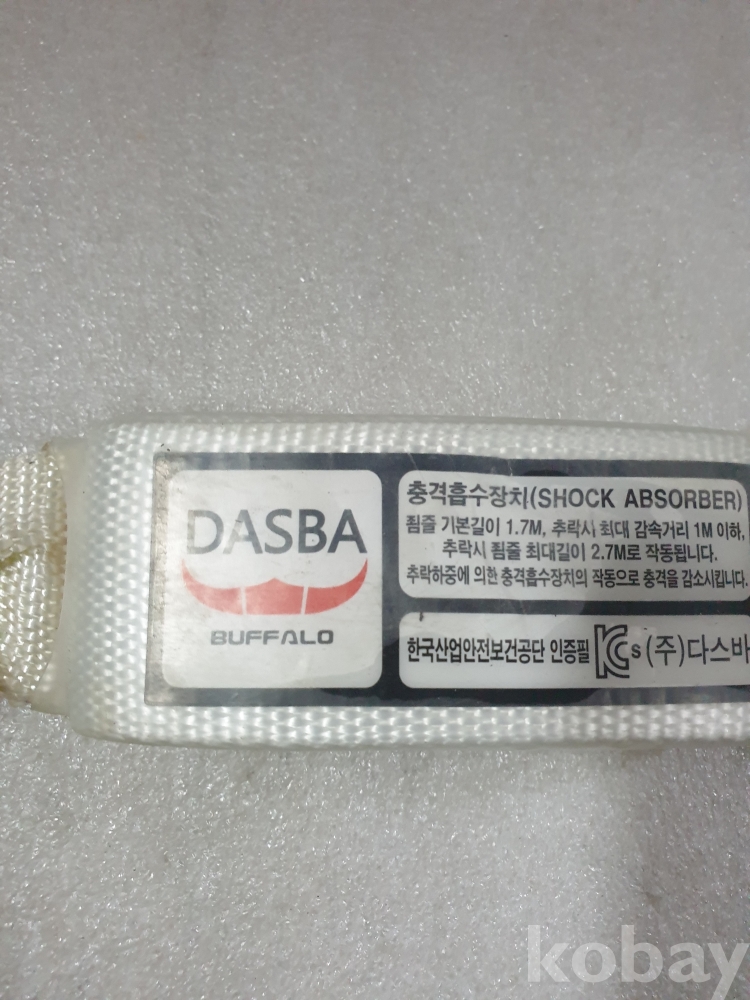 DASBA
BUFFALO
충격흡수장치(SHOCK ABSORBER)
죔줄 기본길이 1.7M, 추락시 최대 감속거리 1M 이하,
추락시 죔줄 최대길이 2.7M로 작동됩니다.
추락하중에 의한 충격흡수장치의 작동으로 충격을 감소시킵니다.
한국산업안전보건공단 인증필 KCs (주)다스바
kobay